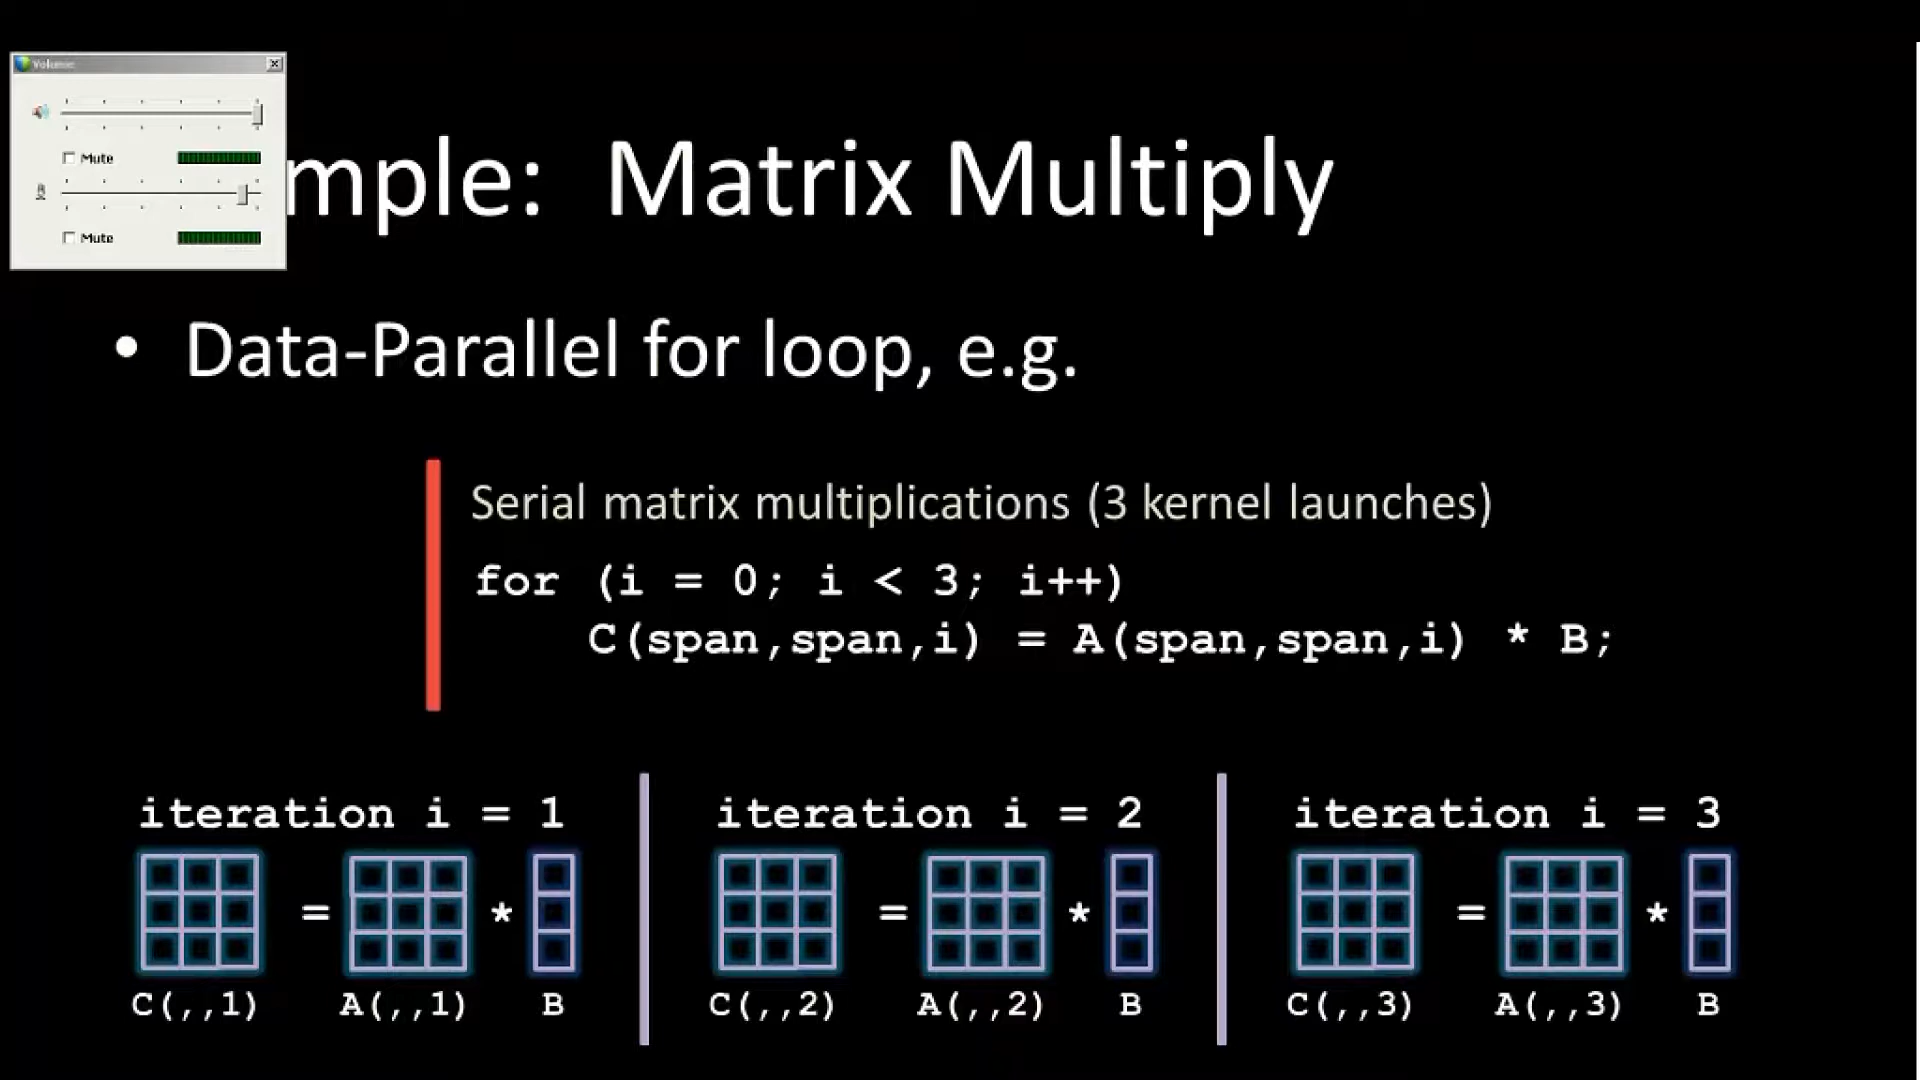 Volume
Mute
Mute
mple: Matrix Multiply
• Data-Parallel for loop, e.g.
Serial matrix multiplications (3 kernel launches)
for (i = 0; i < 3; i++)
C(span,span,i) = A(span,span,i) * B;
iteration i = 1
iteration i = 2
iteration i = 3
= *
= *
= *
C(,,1) A(,,1) B
C(,,2) A(,,2) B
C(,,3) A(,,3) B